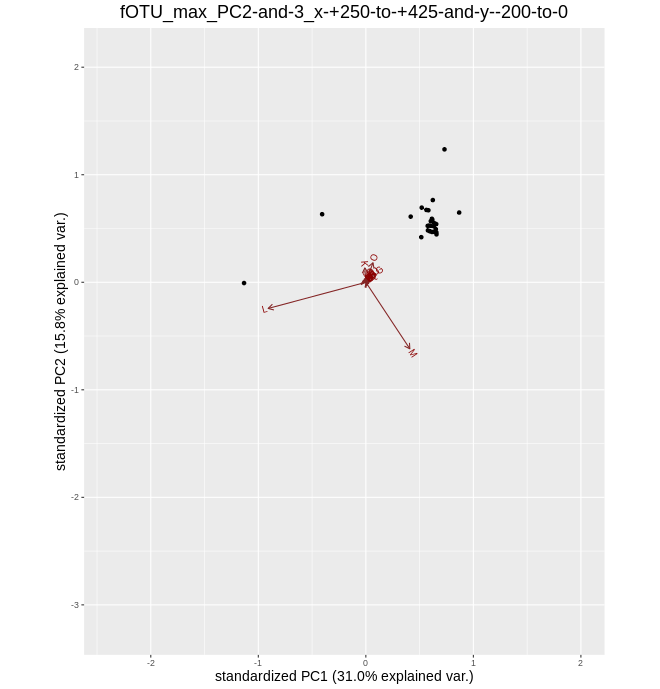 fOTU_max_PC2-and-3_x-+250-to-+425-and-y--200-to-0
2
1
0
-1
-2
-3
standardized PC2 (15.8% explained var.)
K
O
L
M
-2
-1
0
1
2
standardized PC1 (31.0% explained var.)